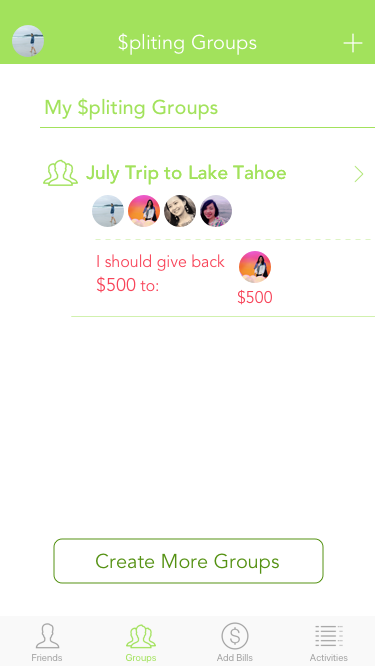 $pliting Groups
My $pliting Groups
July Trip to Lake Tahoe
I should give back
$500 to:
$500
Create More Groups
Friends
Groups
Add Bills
Activities